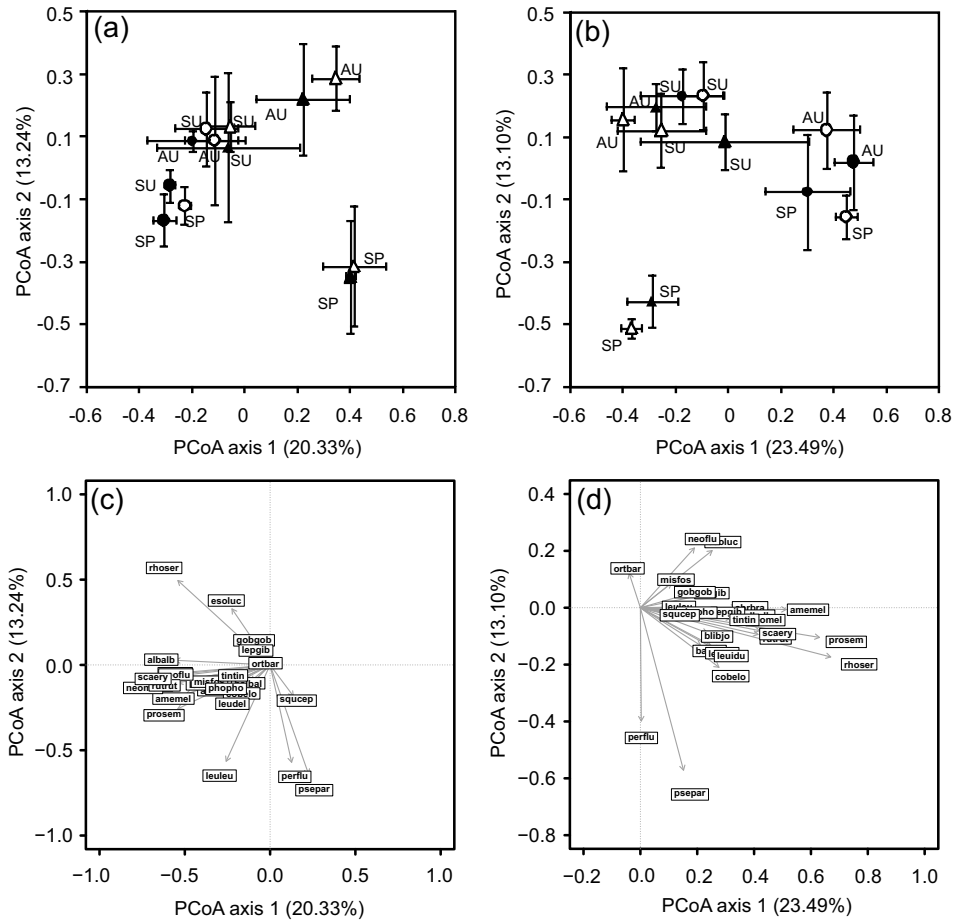 (a)
0.5
0.3
0.1
-0.1
-0.3
-0.5
-0.7
PCoA axis 2 (13.24%)
AU
AU
SU
SU
AU
AU
SU
SU
SP
SP
SP
SP
-0.6
-0.4
-0.2
0
0.2
0.4
0.6
0.8
PCoA axis 1 (20.33%)
(b)
0.5
0.3
0.1
-0.1
-0.3
-0.5
-0.7
PCoA axis 2 (13.10%)
SU
SU
AU
AU
AU
SU
SU
AU
SP
SP
SP
SP
-0.6
-0.4
-0.2
0
0.2
0.4
0.6
0.8
PCoA axis 1 (23.49%)
(c)
1.0
0.5
0.0
−0.5
−1.0
PCoA axis 2 (13.24%)
rhoser
esoluc
gobgob
lepgib
ortbar
albalb
tintin
scaery
misfos
phopho
amemel
leudel
squcep
prosem
leuleu
perflu
psepar
−1.0
−0.5
0.0
0.5
1.0
PCoA axis 1 (20.33%)
(d)
0.4
0.2
0.0
−0.2
−0.4
−0.6
−0.8
PCoA axis 2 (13.10%)
neoflu
ortbar
misfos
gobgob
squcep
amemel
tintin
scaery
blibjo
prosem
leuidu
rhoser
cobelo
perflu
psepar
0.0
0.2
0.4
0.6
0.8
1.0
PCoA axis 1 (23.49%)